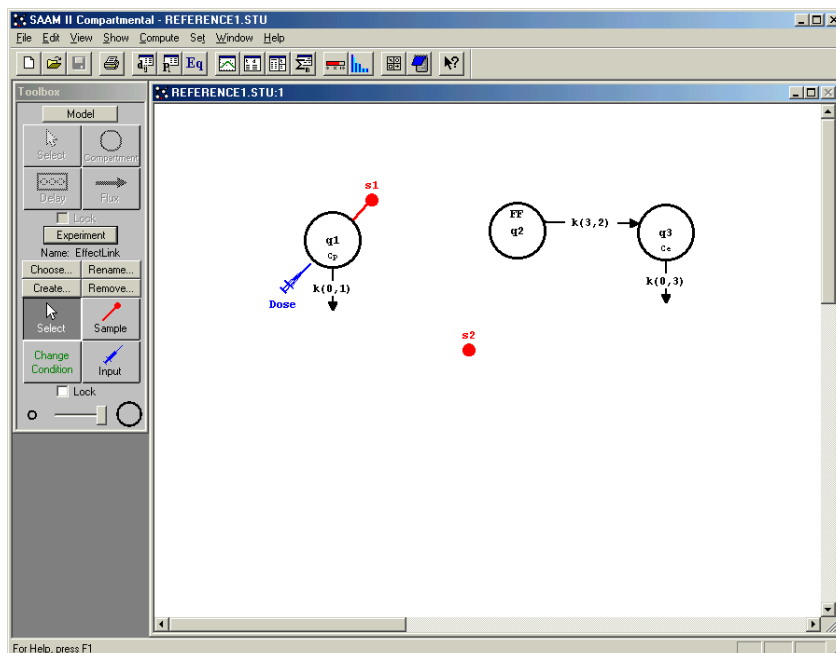 SAAM II Compartmental - REFERENCE1.STU
File Edit View Show Compute Set Window Help
Eq
Toolbox
Model
Select Compartment
Delay Flux
Lock
Experiment
Name: EffectLink
Choose... Rename...
Create... Remove...
Select Sample
Change Condition Input
Lock
REFERENCE1.STU:1
s1
q1
Cp
Dose
k(0,1)
FF
q2
k(3,2)
q3
Ce
k(0,3)
s2
For Help, press F1